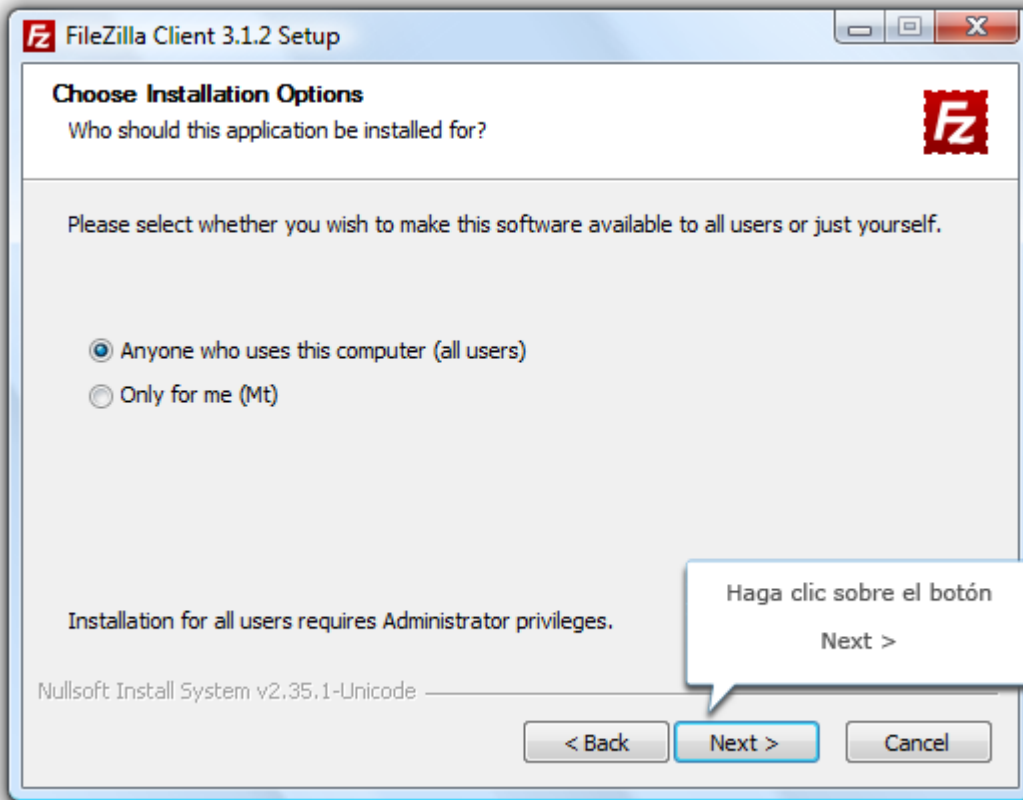 FileZilla Client 3.1.2 Setup
Choose Installation Options
Who should this application be installed for?
Fz
Please select whether you wish to make this software available to all users or just yourself.
Anyone who uses this computer (all users)
Only for me (Mt)
Haga clic sobre el botón
Next >
Installation for all users requires Administrator privileges.
Nullsoft Install System v2.35.1-Unicode
< Back
Next >
Cancel